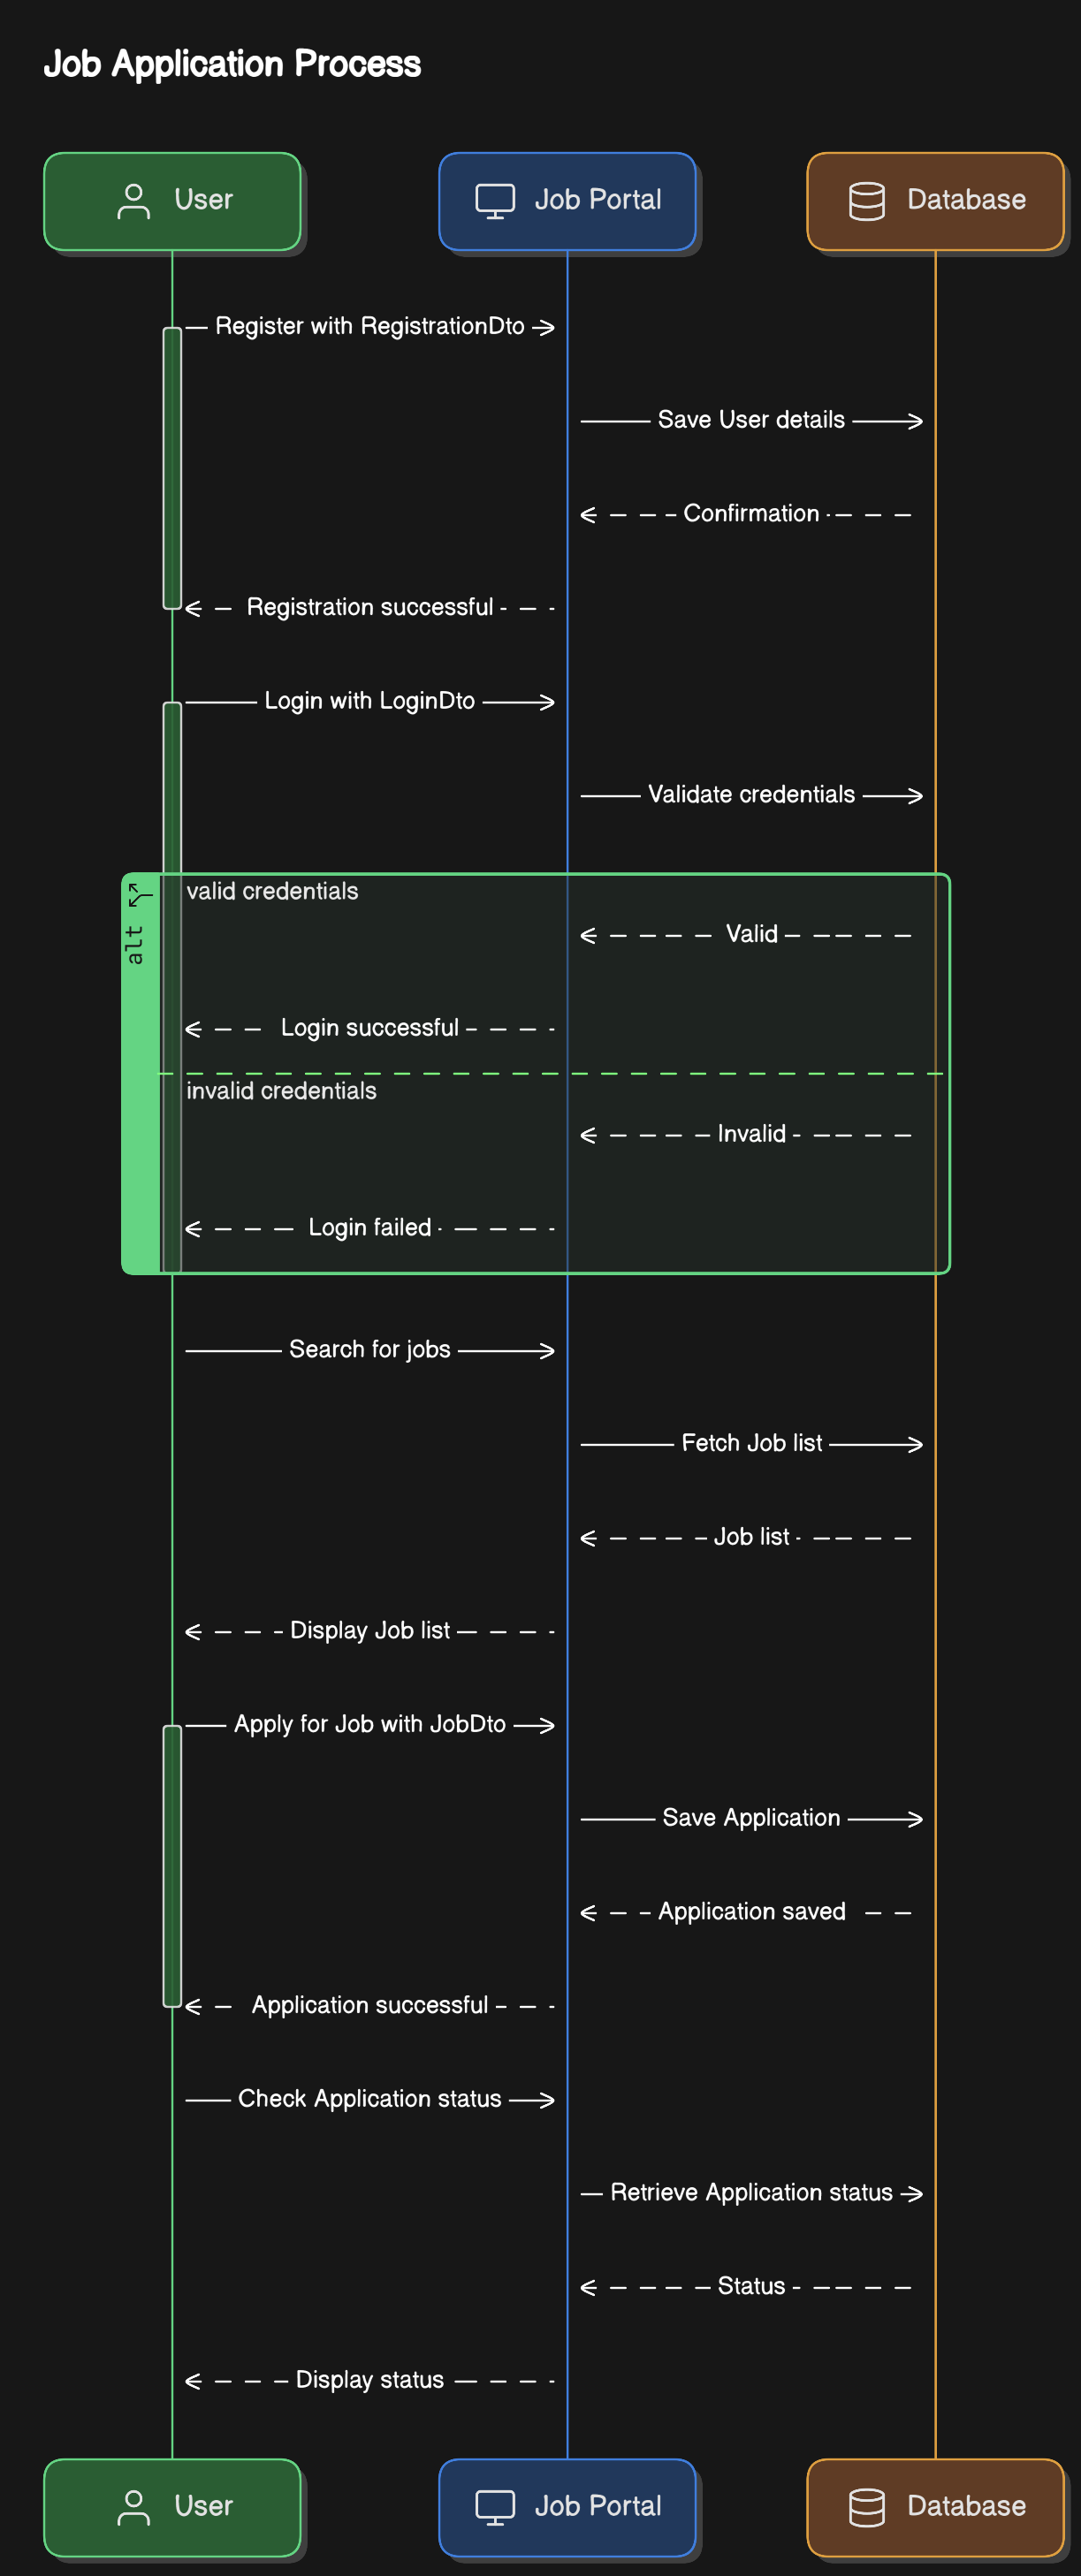 Job Application Process
User
Job Portal
Database
Register with RegistrationDto
Save User details
Confirmation
Registration successful
Login with LoginDto
Validate credentials
alt
valid credentials
Valid
Login successful
invalid credentials
Invalid
Login failed
Search for jobs
Fetch Job list
Job list
Display Job list
Apply for Job with JobDto
Save Application
Application saved
Application successful
Check Application status
Retrieve Application status
Status
Display status
User
Job Portal
Database